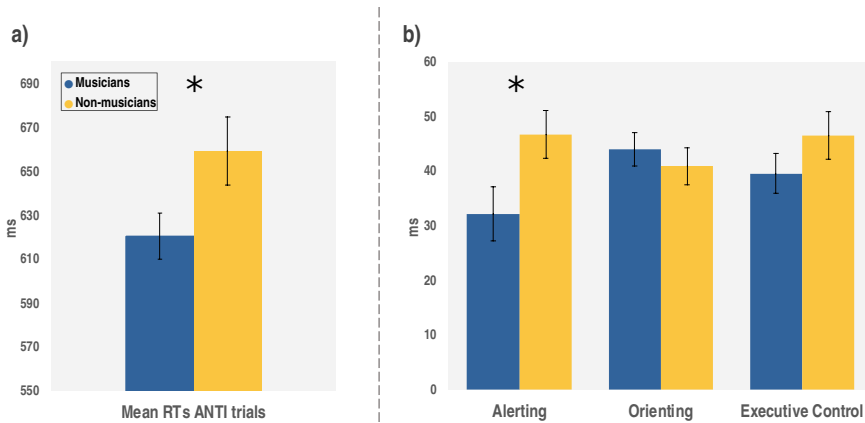 a)
690
670
650
630
610
590
570
550
ms
Musicians
Non-musicians
*
Mean RTs ANTI trials
b)
60
50
40
30
20
10
0
ms
*
Alerting
Orienting
Executive Control